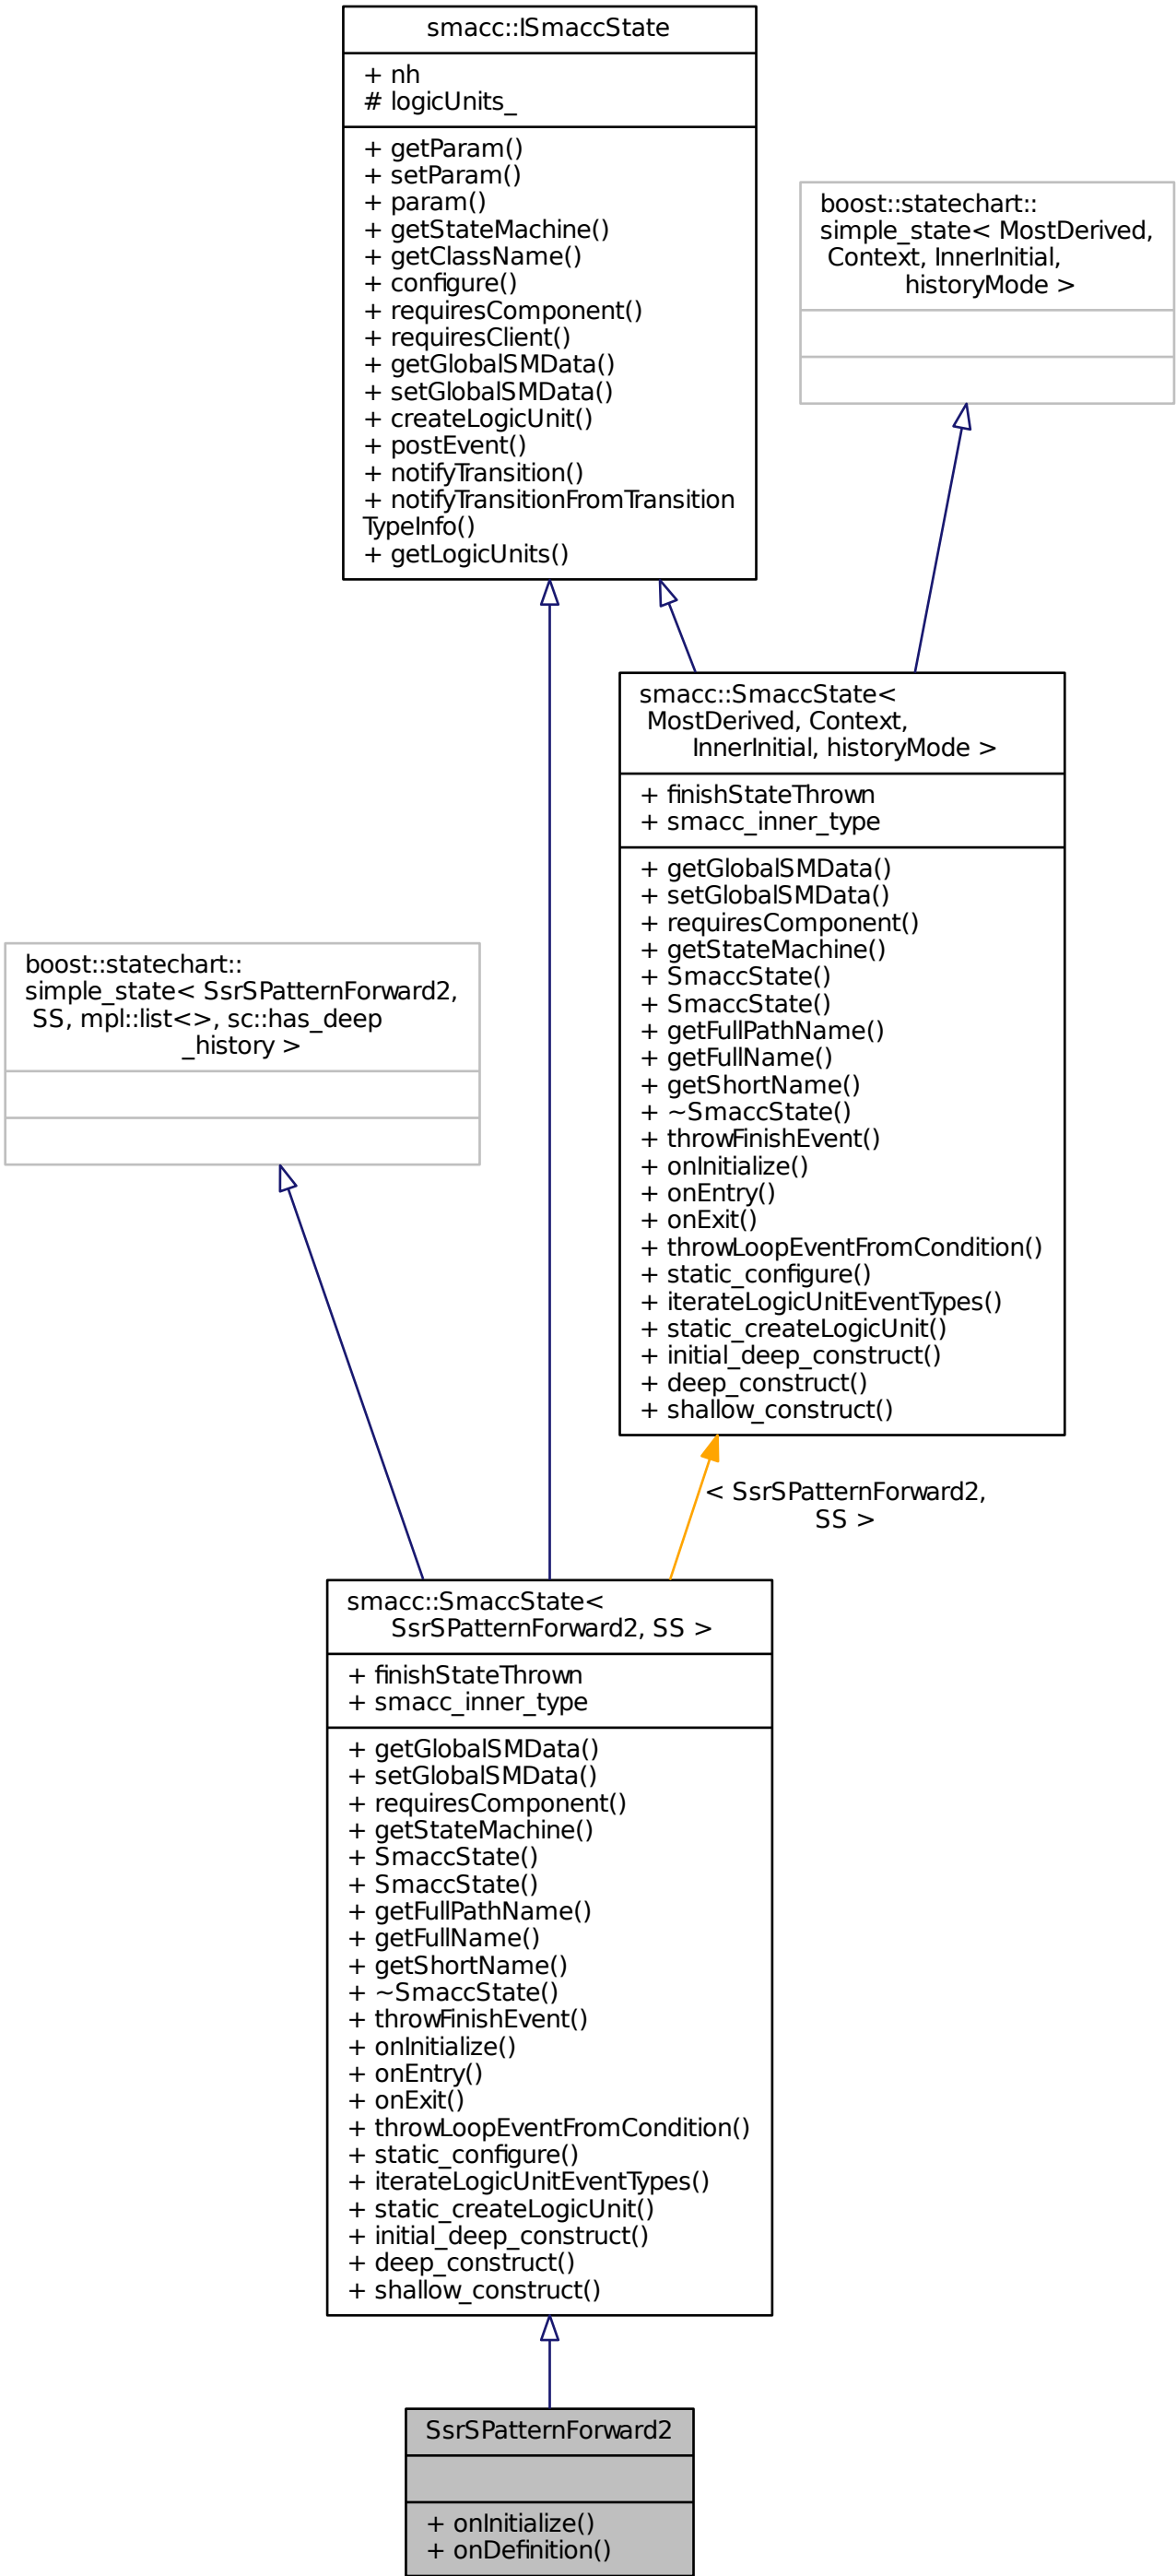 smacc::ISmaccState
+ nh
# logicUnits_
+ getParam()
+ setParam()
+ param()
+ getStateMachine()
+ getClassName()
+ configure()
+ requiresComponent()
+ requiresClient()
+ getGlobalSMData()
+ setGlobalSMData()
+ createLogicUnit()
+ postEvent()
+ notifyTransition()
+ notifyTransitionFromTransition
TypeInfo()
+ getLogicUnits()
boost::statechart::
simple_state< MostDerived,
Context, InnerInitial,
historyMode >
smacc::SmaccState<
MostDerived, Context,
InnerInitial, historyMode >
+ finishStateThrown
+ smacc_inner_type
+ getGlobalSMData()
+ setGlobalSMData()
+ requiresComponent()
+ getStateMachine()
+ SmaccState()
+ SmaccState()
+ getFullPathName()
+ getFullName()
+ getShortName()
+ ~SmaccState()
+ throwFinishEvent()
+ onInitialize()
+ onEntry()
+ onExit()
+ throwLoopEventFromCondition()
+ static_configure()
+ iterateLogicUnitEventTypes()
+ static_createLogicUnit()
+ initial_deep_construct()
+ deep_construct()
+ shallow_construct()
boost::statechart::
simple_state< SsrSPatternForward2,
SS, mpl::list<>, sc::has_deep
_history >
< SsrSPatternForward2,
SS >
smacc::SmaccState<
SsrSPatternForward2, SS >
+ finishStateThrown
+ smacc_inner_type
+ getGlobalSMData()
+ setGlobalSMData()
+ requiresComponent()
+ getStateMachine()
+ SmaccState()
+ SmaccState()
+ getFullPathName()
+ getFullName()
+ getShortName()
+ ~SmaccState()
+ throwFinishEvent()
+ onInitialize()
+ onEntry()
+ onExit()
+ throwLoopEventFromCondition()
+ static_configure()
+ iterateLogicUnitEventTypes()
+ static_createLogicUnit()
+ initial_deep_construct()
+ deep_construct()
+ shallow_construct()
SsrSPatternForward2
+ onInitialize()
+ onDefinition()